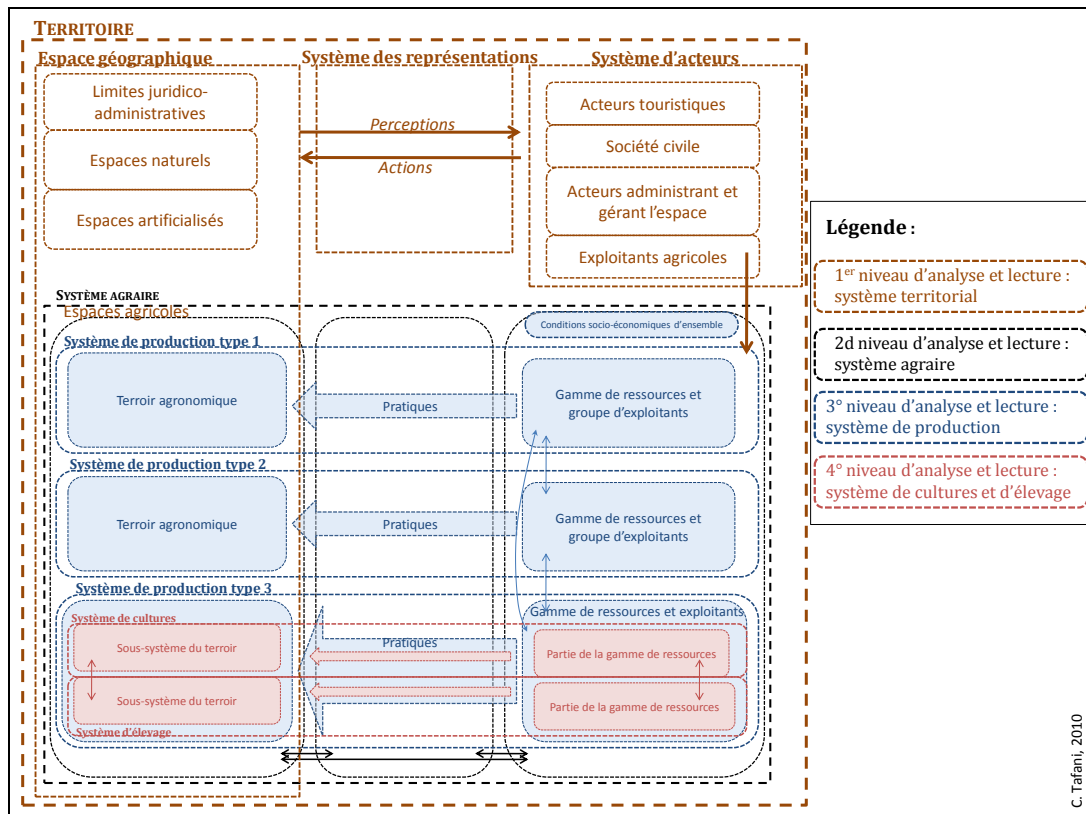 TERRITOIRE
Espace géographique
Système des représentations
Système d'acteurs
Limites juridico-
administratives
Espaces naturels
Espaces artificialisés
Perceptions
Actions
Acteurs touristiques
Société civile
Acteurs administrant et
gérant l'espace
Exploitants agricoles
SYSTÈME AGRAIRE
Espaces agricoles
Conditions socio-économiques d'ensemble
Système de production type 1
Terroir agronomique
Pratiques
Gamme de ressources et
groupe d'exploitants
Système de production type 2
Terroir agronomique
Pratiques
Gamme de ressources et
groupe d'exploitants
Système de production type 3
Gamme de ressources et exploitants
Système de cultures
Sous-système du terroir
Pratiques
Partie de la gamme de ressources
Sous-système du terroir
Partie de la gamme de ressources
Système d'élevage
Légende :
1er niveau d'analyse et lecture :
système territorial
2d niveau d'analyse et lecture :
système agraire
3° niveau d'analyse et lecture :
système de production
4° niveau d'analyse et lecture :
système de cultures et d'élevage
C. Tafani, 2010